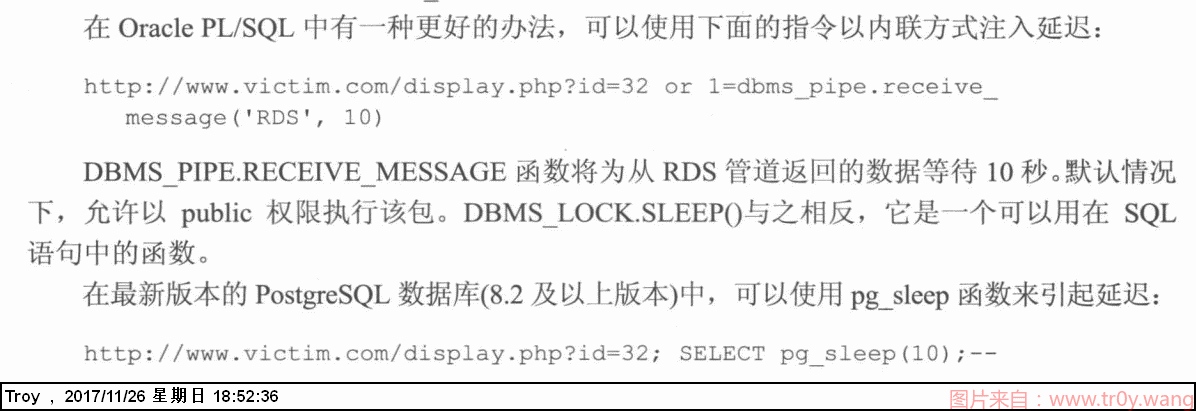 在 Oracle PL/SQL 中有一种更好的办法，可以使用下面的指令以内联方式注入延迟：
http://www.victim.com/display.php?id=32 or 1=dbms_pipe.receive_
message('RDS', 10)
DBMS_PIPE.RECEIVE_MESSAGE 函数将为从 RDS 管道返回的数据等待 10 秒。默认情况
下，允许以 public 权限执行该包。DBMS_LOCK.SLEEP()与之相反，它是一个可以用在 SQL
语句中的函数。
在最新版本的 PostgreSQL 数据库(8.2 及以上版本)中，可以使用 pg_sleep 函数来引起延迟：
http://www.victim.com/display.php?id=32; SELECT pg_sleep(10);--
Troy , 2017/11/26 星期日 18:52:36
图片来自：www.tr0y.wang